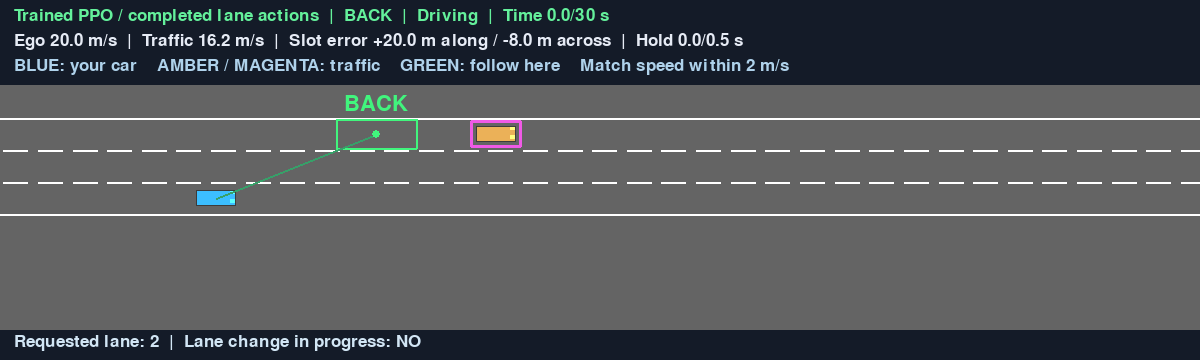 Trained PPO / completed lane actions | BACK | Driving | Time 0.0/30 s
Ego 20.0 m/s | Traffic 16.2 m/s | Slot error +20.0 m along / -8.0 m across | Hold 0.0/0.5 s
BLUE: your car AMBER / MAGENTA: traffic GREEN: follow here Match speed within 2 m/s
BACK
Requested lane: 2 | Lane change in progress: NO